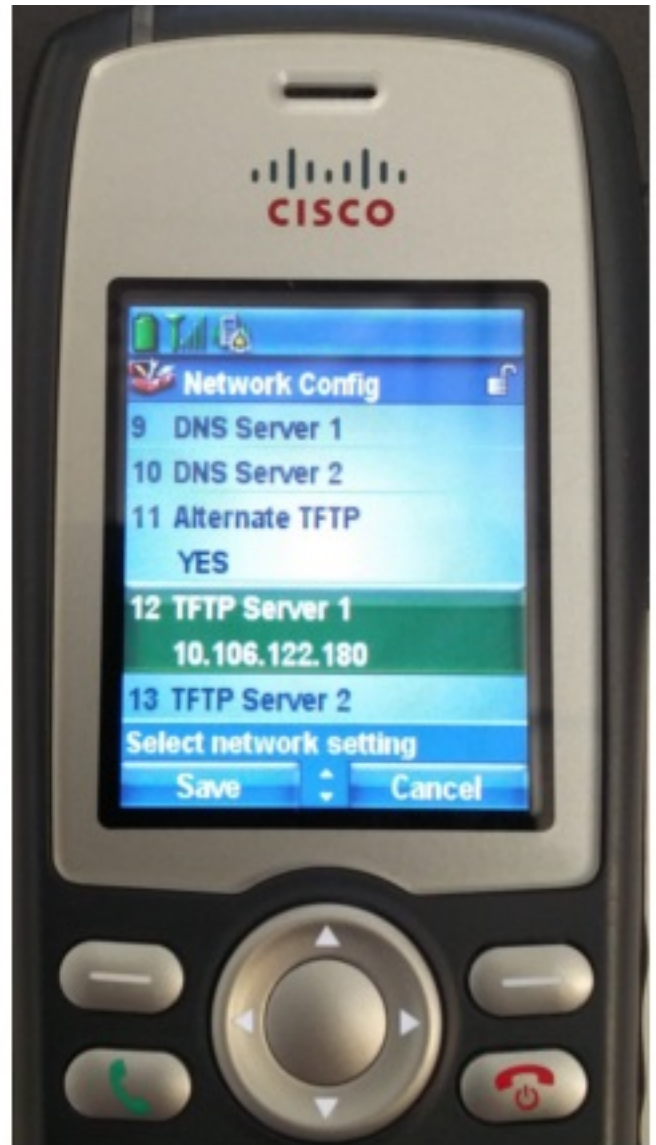 CISCO
Network Config
9 DNS Server 1
10 DNS Server 2
11 Alternate TFTP
YES
12 TFTP Server 1
10.106.122.180
13 TFTP Server 2
Select network setting
Save Cancel